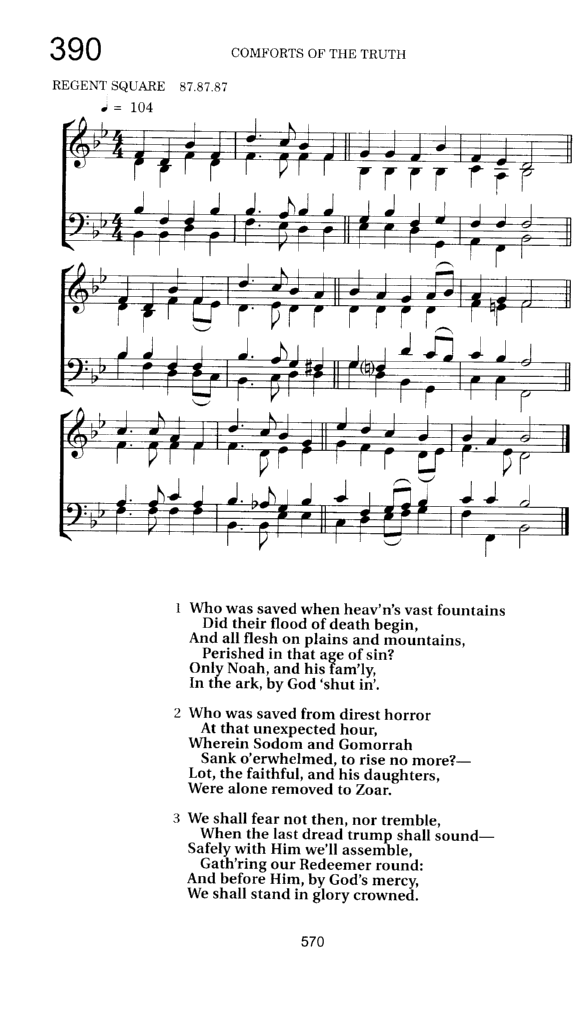 390
COMFORTS OF THE TRUTH
REGENT SQUARE 87.87.87
♩ = 104
1 Who was saved when heav'n's vast fountains
Did their flood of death begin,
And all flesh on plains and mountains,
Perished in that age of sin?
Only Noah, and his fam'ly,
In the ark, by God ‘shut in’.
2 Who was saved from direst horror
At that unexpected hour,
Wherein Sodom and Gomorrah
Sank o'erwhelmed, to rise no more?—
Lot, the faithful, and his daughters,
Were alone removed to Zoar.
3 We shall fear not then, nor tremble,
When the last dread trump shall sound—
Safely with Him we'll assemble,
Gath'ring our Redeemer round:
And before Him, by God's mercy,
We shall stand in glory crowned.
570